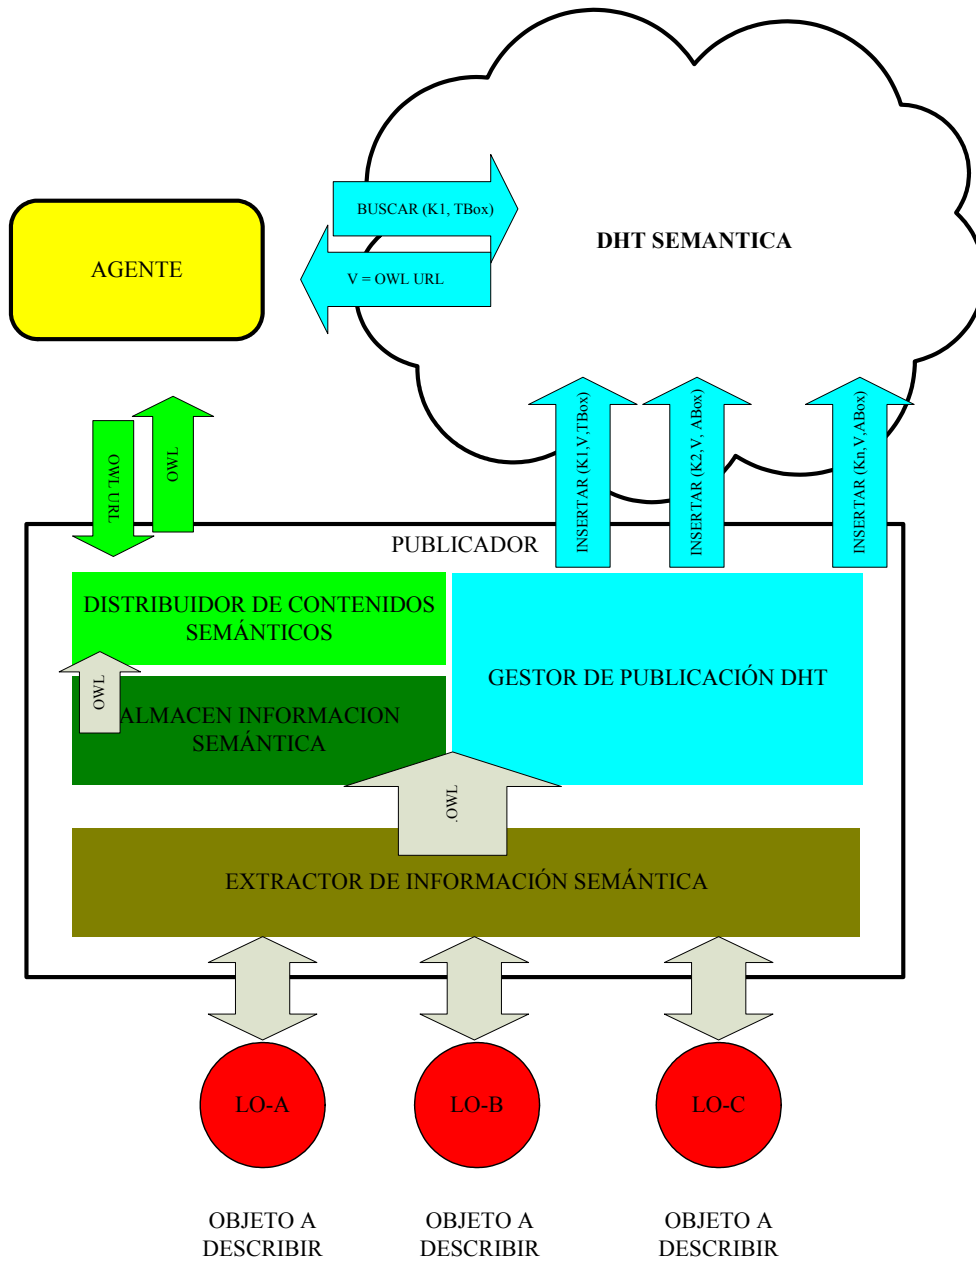 BUSCAR (K1, TBox)
DHT SEMANTICA
AGENTE
V = OWL URL
OWL URL
OWL
INSERTAR (K1,V,TBox)
INSERTAR (K2,V, ABox)
INSERTAR (Kn,V,ABox)
PUBLICADOR
DISTRIBUIDOR DE CONTENIDOS
SEMÁNTICOS
GESTOR DE PUBLICACIÓN DHT
OWL
ALMACEN INFORMACION
SEMÁNTICA
.OWL
EXTRACTOR DE INFORMACIÓN SEMÁNTICA
LO-A
LO-B
LO-C
OBJETO A
DESCRIBIR
OBJETO A
DESCRIBIR
OBJETO A
DESCRIBIR